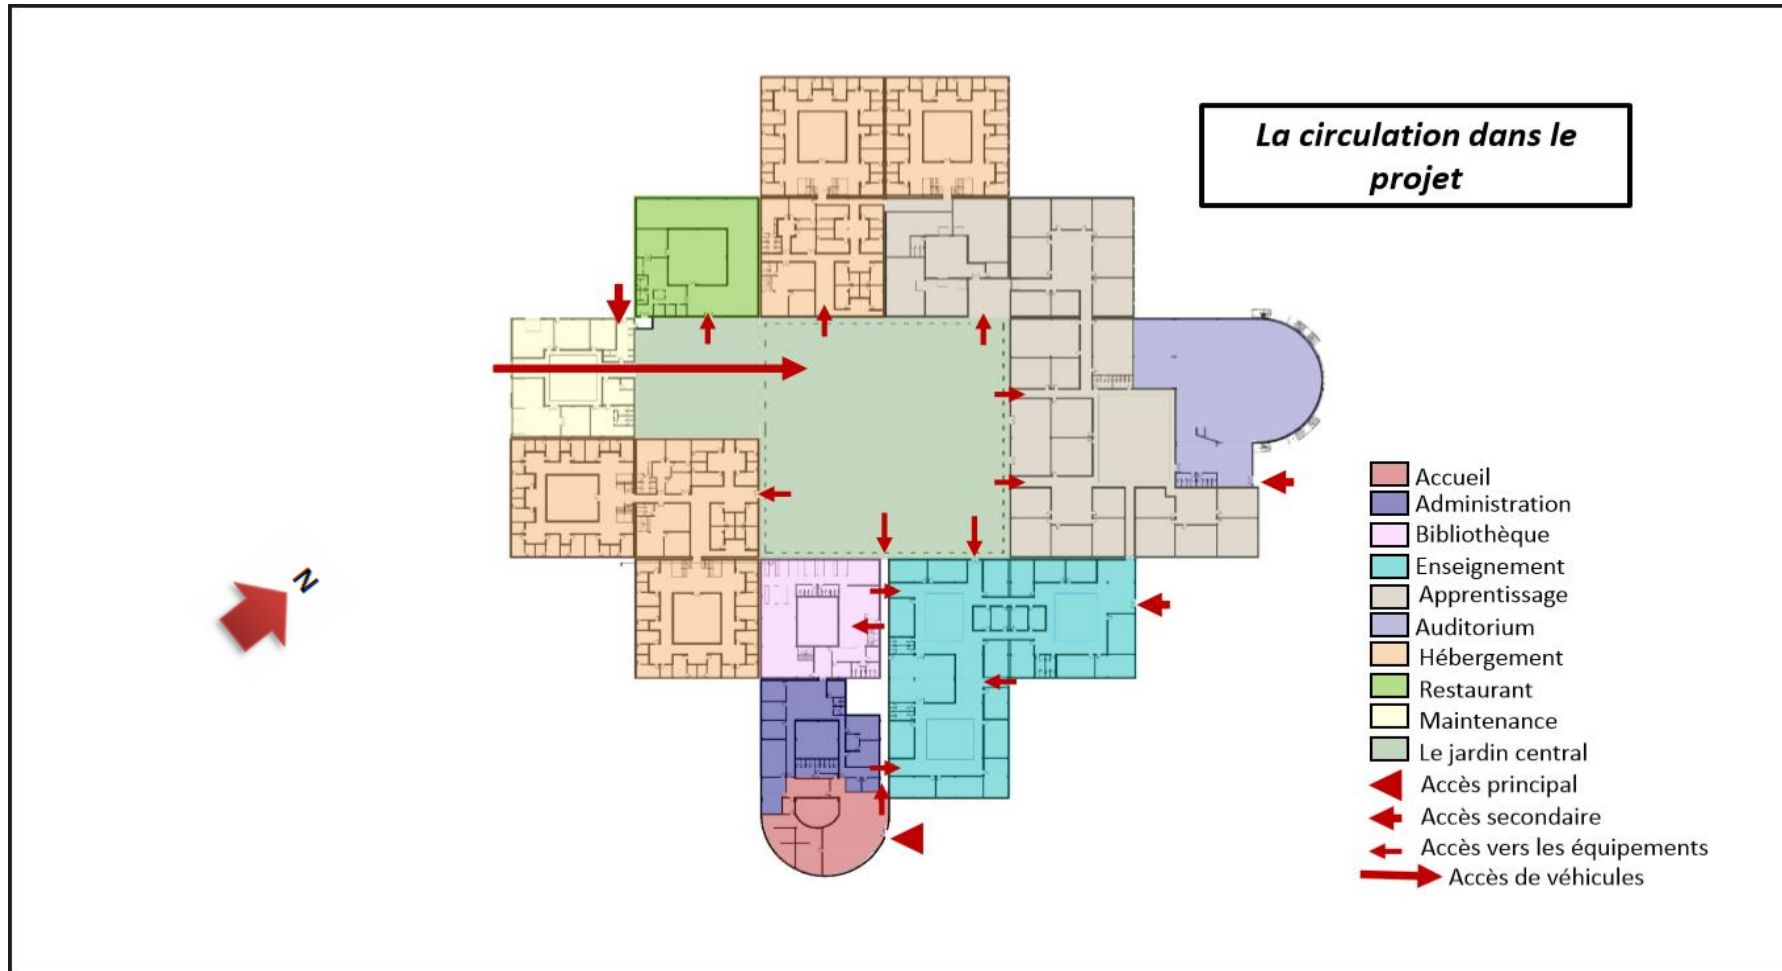 La circulation dans le
projet
N
Accueil
Administration
Bibliothèque
Enseignement
Apprentissage
Auditorium
Hébergement
Restaurant
Maintenance
Le jardin central
Accès principal
Accès secondaire
Accès vers les équipements
Accès de véhicules